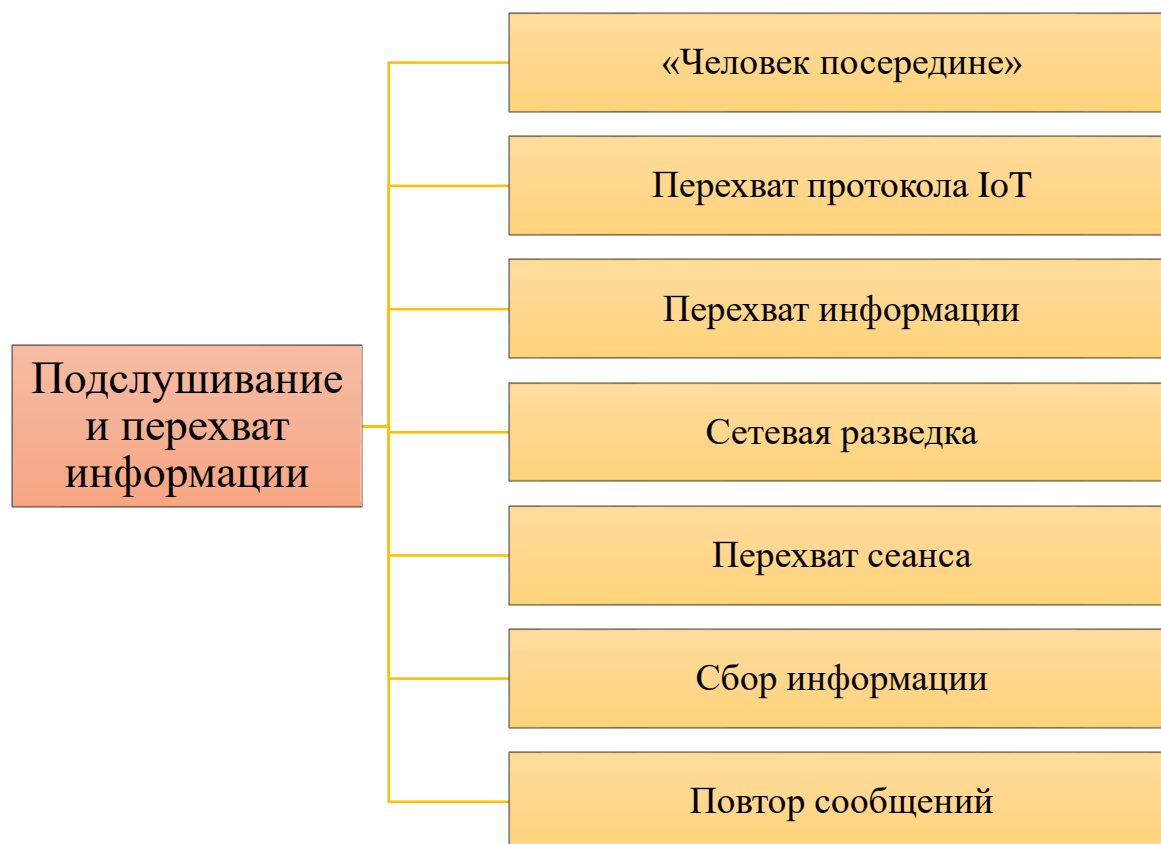 «Человек посередине»
Перехват протокола IoT
Перехват информации
Подслушивание
и перехват
информации
Сетевая разведка
Перехват сеанса
Сбор информации
Повтор сообщений